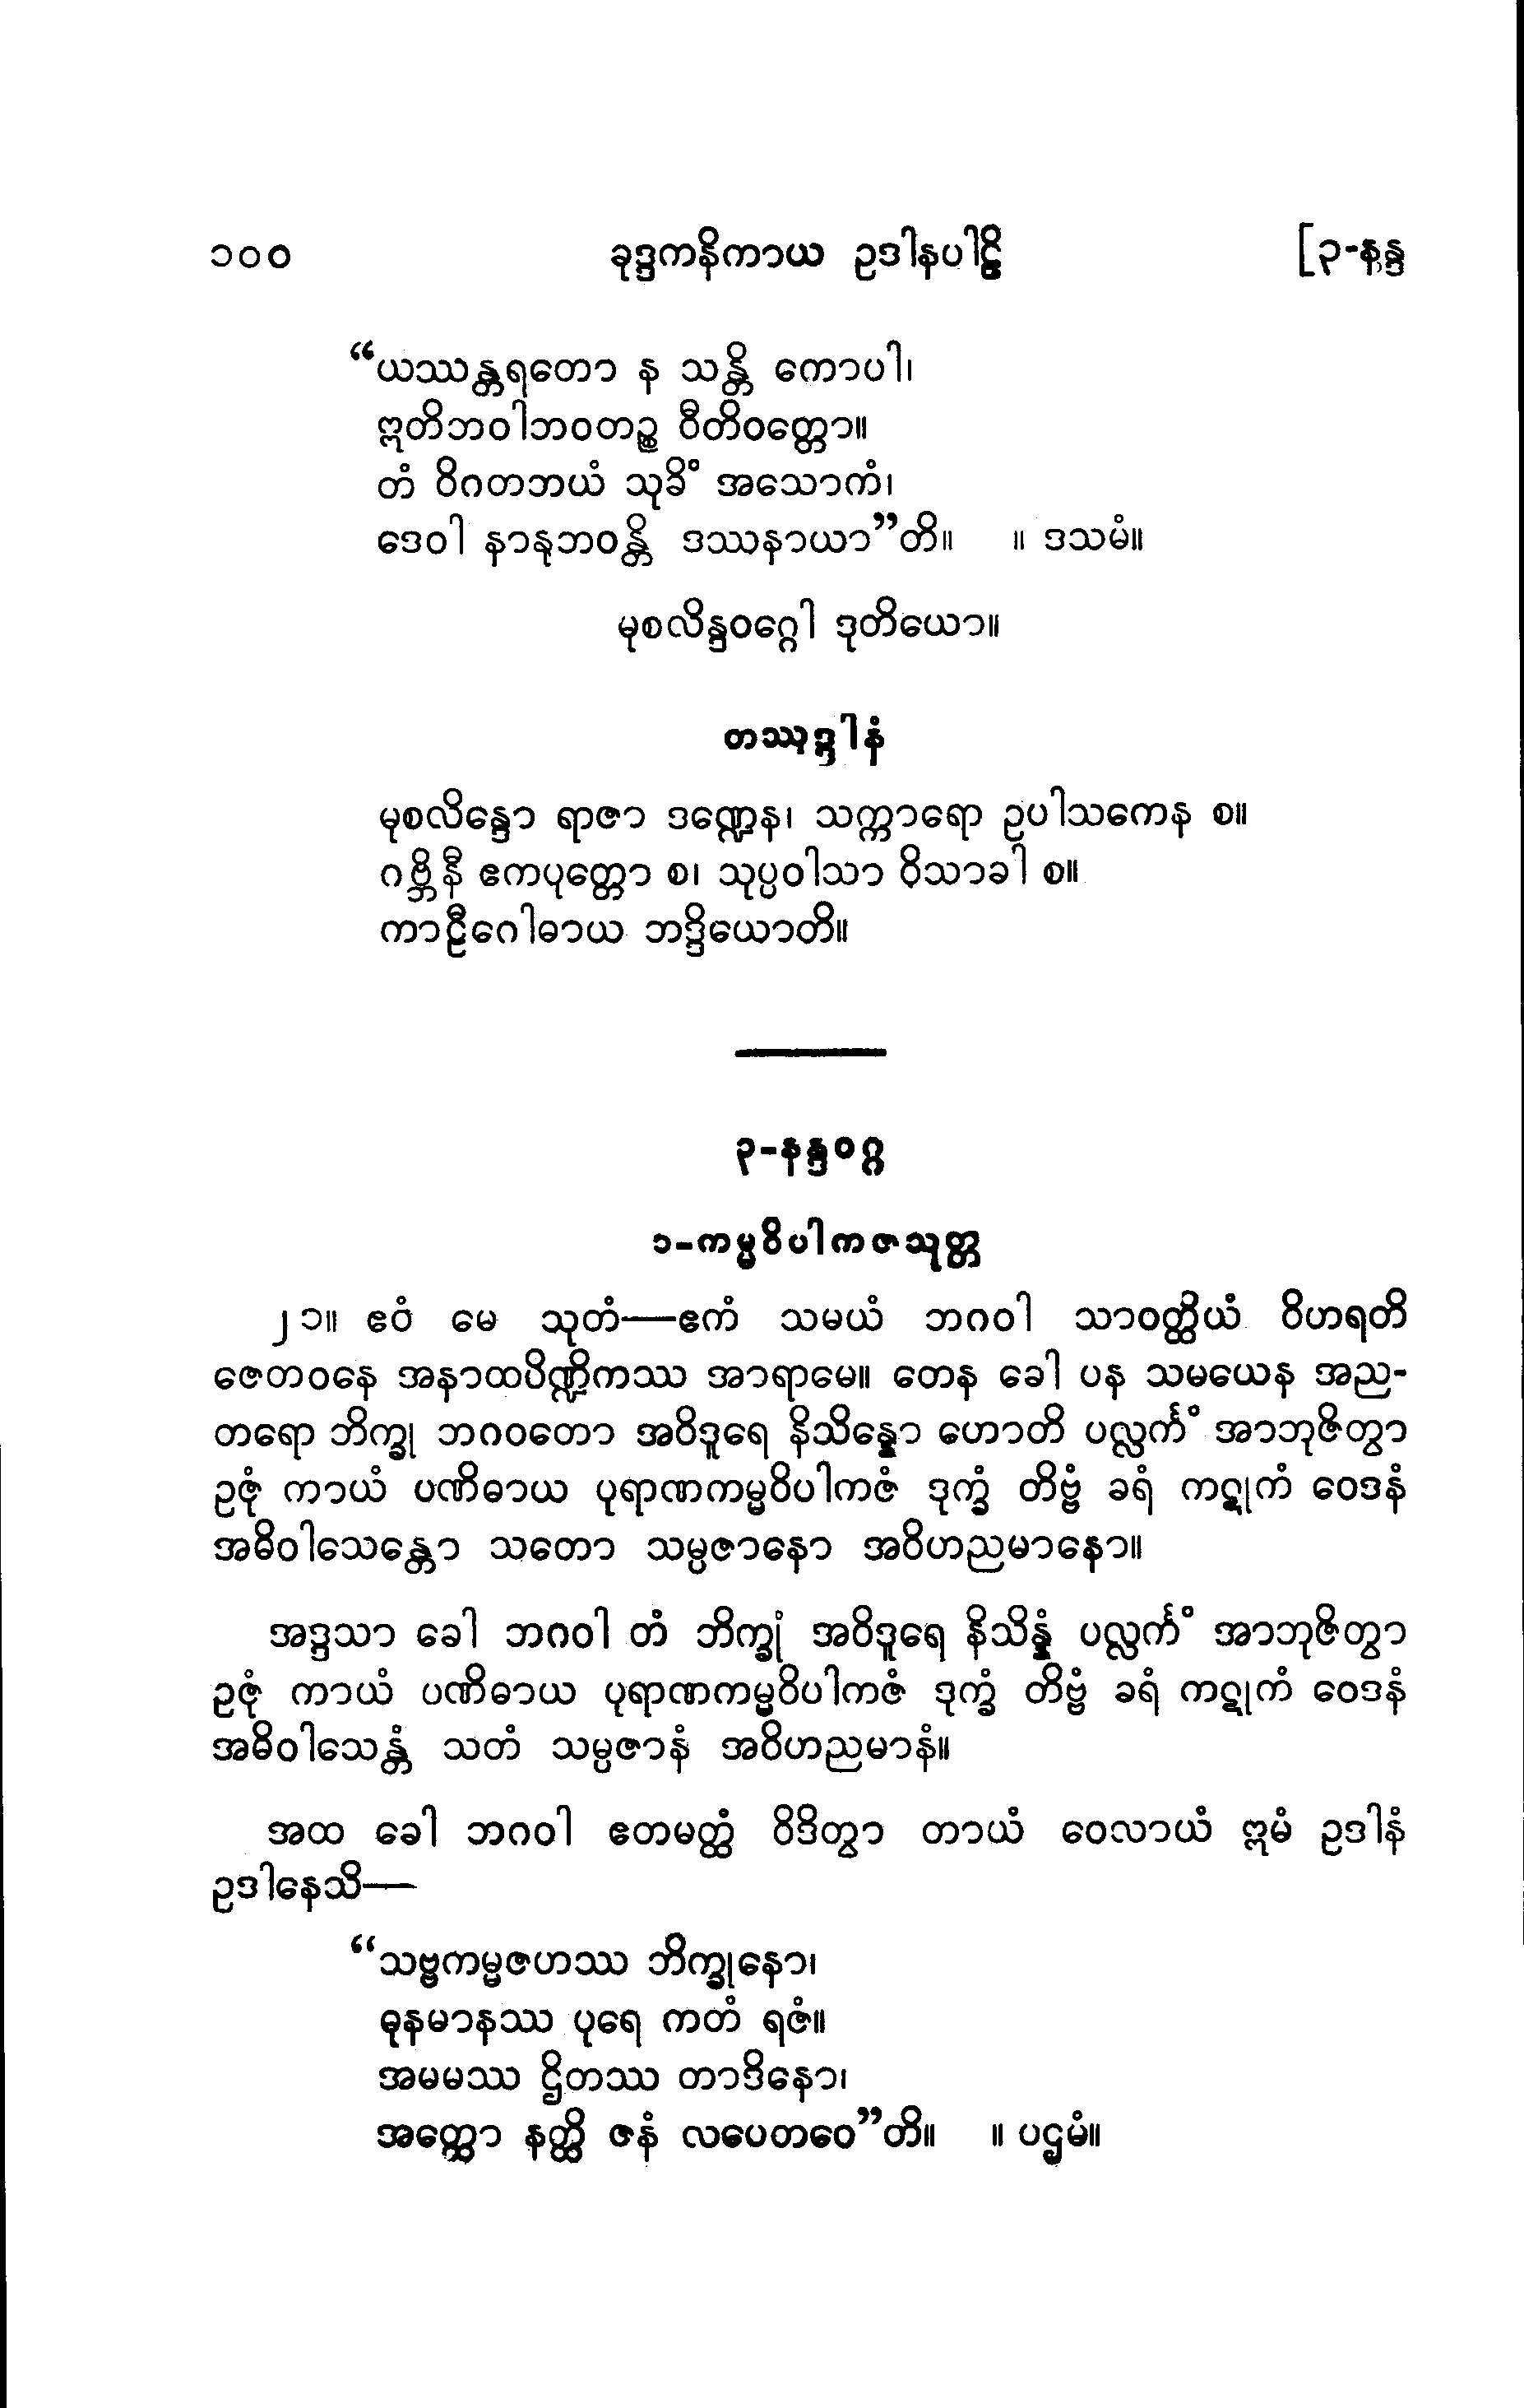 ၁၀၀ ခုဒ္ဒကနိကာယ ဥဒါနပါဠိ [၃-နန္ဒ
“ယဿန္တရတော န သန္တိ ကောပါ၊
ဣတိဘဝါဘဝတဉ္စ ဝီတိဝတ္တော။
တံ ဝိဂတဘယံ သုခိံ အသောကံ၊
ဒေဝါ နာနုဘဝန္တိ ဒဿနာယာ”တိ။ ။ ဒသမံ။
မုစလိန္ဒဝဂ္ဂေါ ဒုတိယော။
တဿုဒ္ဒါနံ
မုစလိန္ဒော ရာဇာ ဒဏ္ဍေန၊ သက္ကာရော ဥပါသကေန စ။
ဂဗ္ဘိနီ ဧကပုတ္တော စ၊ သုပ္ပဝါသာ ဝိသာခါ စ။
ကာဠီဂေါဓာယ ဘဒ္ဒိယောတိ။
၃-နန္ဒဝဂ္ဂ
၁-ကမ္မဝိပါကဇသုတ္တ
၂၁။ ဧဝံ မေ သုတံ—ဧကံ သမယံ ဘဂဝါ သာဝတ္ထိယံ ဝိဟရတိ
ဇေတဝနေ အနာထပိဏ္ဍိကဿ အာရာမေ။ တေန ခေါ ပန သမယေန အည-
တရော ဘိက္ခု ဘဂဝတော အဝိဒူရေ နိသိန္နော ဟောတိ ပလ္လင်္ကံ အာဘုဇိတွာ
ဥဇုံ ကာယံ ပဏိဓာယ ပုရာဏကမ္မဝိပါကဇံ ဒုက္ခံ တိဗ္ဗံ ခရံ ကဋုကံ ဝေဒနံ
အဓိဝါသေန္တော သတော သမ္ပဇာနော အဝိဟညမာနော။
အဒ္ဒသာ ခေါ ဘဂဝါ တံ ဘိက္ခုံ အဝိဒူရေ နိသိန္နံ ပလ္လင်္ကံ အာဘုဇိတွာ
ဥဇုံ ကာယံ ပဏိဓာယ ပုရာဏကမ္မဝိပါကဇံ ဒုက္ခံ တိဗ္ဗံ ခရံ ကဋုကံ ဝေဒနံ
အဓိဝါသေန္တံ သတံ သမ္ပဇာနံ အဝိဟညမာနံ။
အထ ခေါ ဘဂဝါ ဧတမတ္ထံ ဝိဒိတွာ တာယံ ဝေလာယံ ဣမံ ဥဒါနံ
ဥဒါနေသိ—
“သဗ္ဗကမ္မဇဟဿ ဘိက္ခုနော၊
ဓုနမာနဿ ပုရေ ကတံ ရဇံ။
အမမဿ ဌိတဿ တာဒိနော၊
အတ္ထော နတ္ထိ ဇနံ လပေတဝေ”တိ။ ။ ပဌမံ။